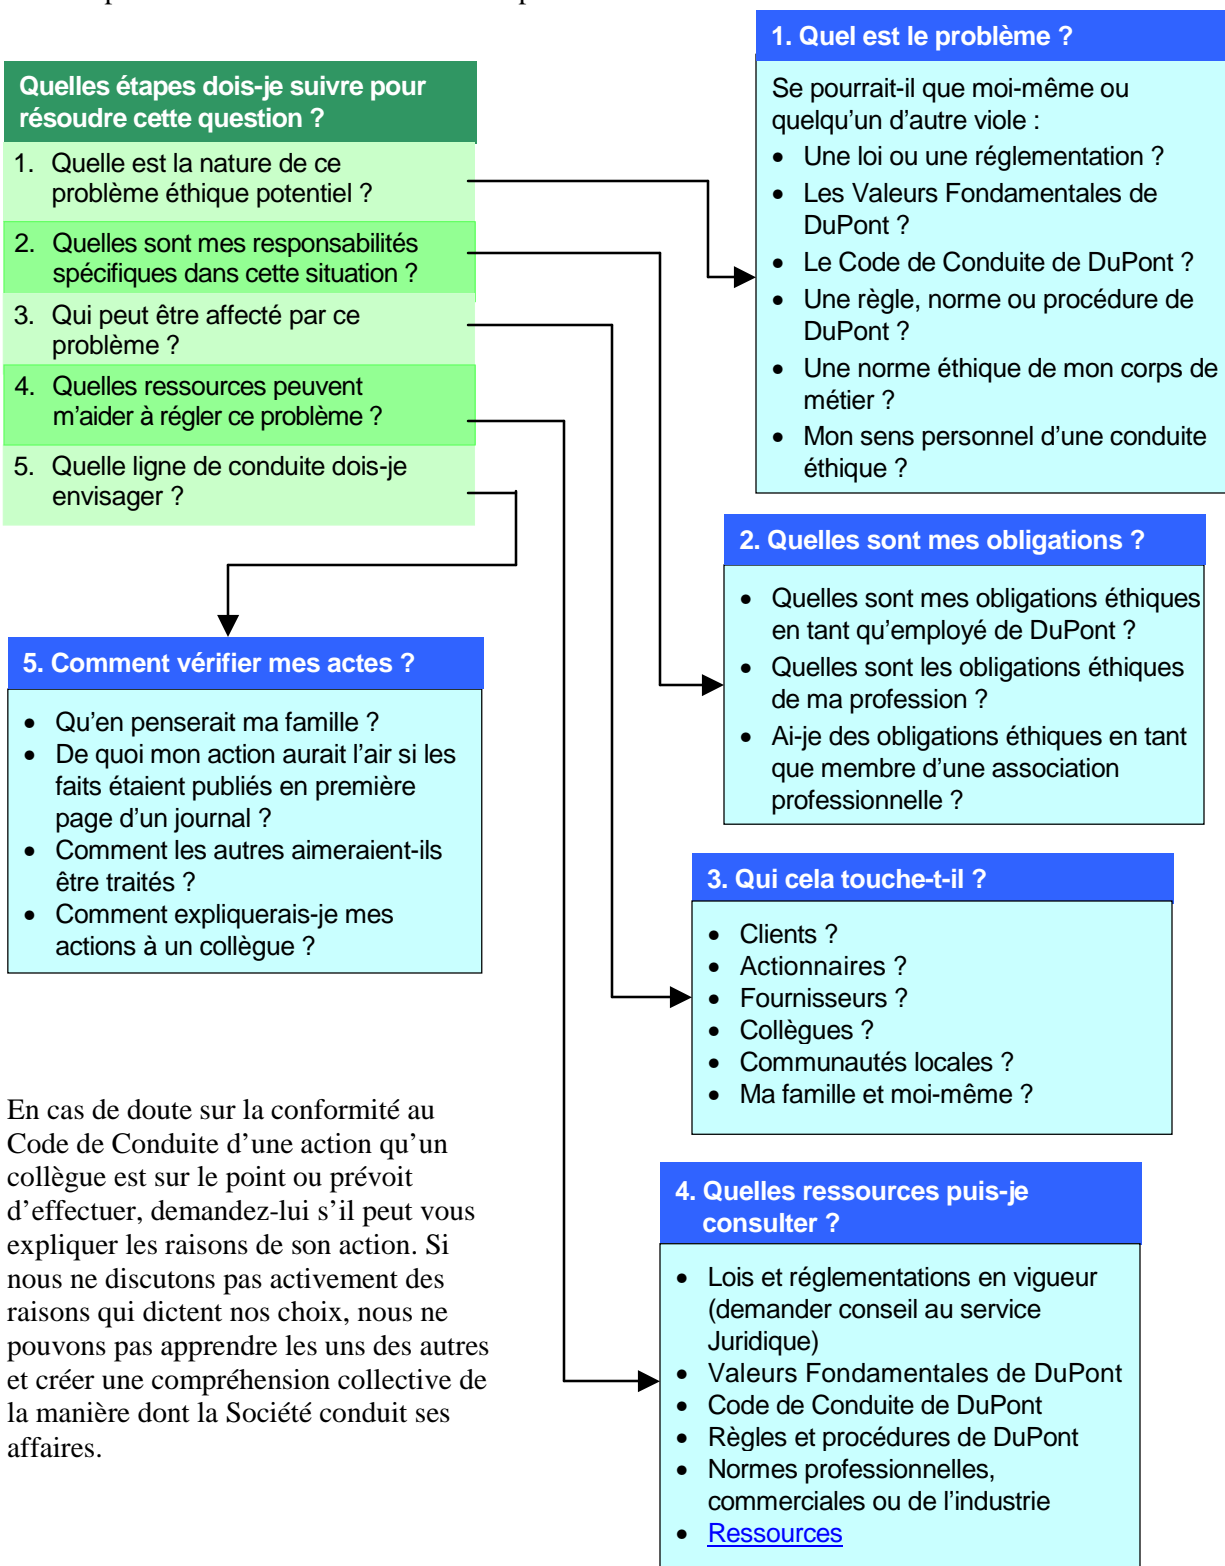 Quelles étapes dois-je suivre pour
résoudre cette question ?
1. Quelle est la nature de ce
problème éthique potentiel ?
2. Quelles sont mes responsabilités
spécifiques dans cette situation ?
3. Qui peut être affecté par ce
problème ?
4. Quelles ressources peuvent
m'aider à régler ce problème ?
5. Quelle ligne de conduite dois-je
envisager ?
1. Quel est le problème ?
Se pourrait-il que moi-même ou
quelqu'un d'autre viole :
• Une loi ou une réglementation ?
• Les Valeurs Fondamentales de
DuPont ?
• Le Code de Conduite de DuPont ?
• Une règle, norme ou procédure de
DuPont ?
• Une norme éthique de mon corps de
métier ?
• Mon sens personnel d'une conduite
éthique ?
2. Quelles sont mes obligations ?
• Quelles sont mes obligations éthiques
en tant qu'employé de DuPont ?
• Quelles sont les obligations éthiques
de ma profession ?
• Ai-je des obligations éthiques en tant
que membre d'une association
professionnelle ?
3. Qui cela touche-t-il ?
• Clients ?
• Actionnaires ?
• Fournisseurs ?
• Collègues ?
• Communautés locales ?
• Ma famille et moi-même ?
4. Quelles ressources puis-je
consulter ?
• Lois et réglementations en vigueur
(demander conseil au service
Juridique)
• Valeurs Fondamentales de DuPont
• Code de Conduite de DuPont
• Règles et procédures de DuPont
• Normes professionnelles,
commerciales ou de l'industrie
• Ressources
5. Comment vérifier mes actes ?
• Qu'en penserait ma famille ?
• De quoi mon action aurait l'air si les
faits étaient publiés en première
page d'un journal ?
• Comment les autres aimeraient-ils
être traités ?
• Comment expliquerais-je mes
actions à un collègue ?
En cas de doute sur la conformité au
Code de Conduite d'une action qu'un
collègue est sur le point ou prévoit
d'effectuer, demandez-lui s'il peut vous
expliquer les raisons de son action. Si
nous ne discutons pas activement des
raisons qui dictent nos choix, nous ne
pouvons pas apprendre les uns des autres
et créer une compréhension collective de
la manière dont la Société conduit ses
affaires.